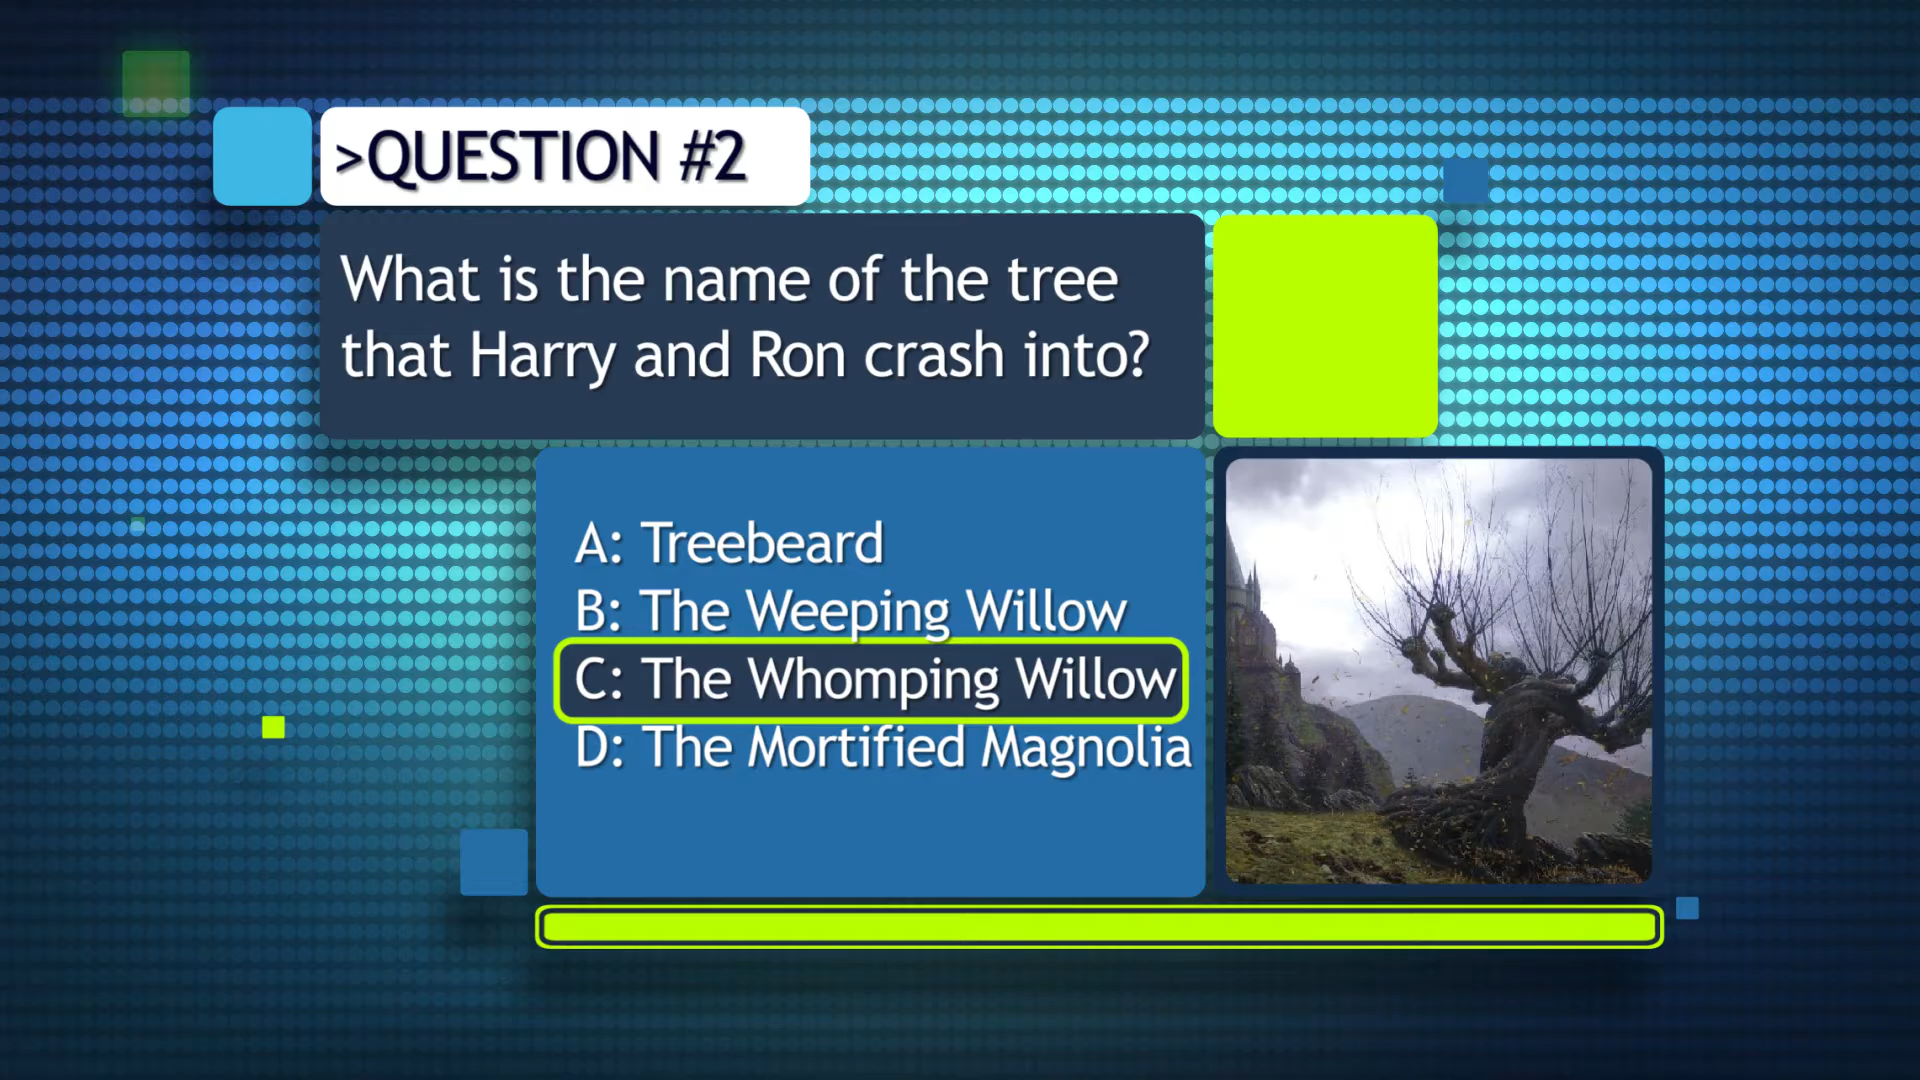 >QUESTION #2
What is the name of the tree
that Harry and Ron crash into?
A: Treebeard
B: The Weeping Willow
C: The Whomping Willow
D: The Mortified Magnolia